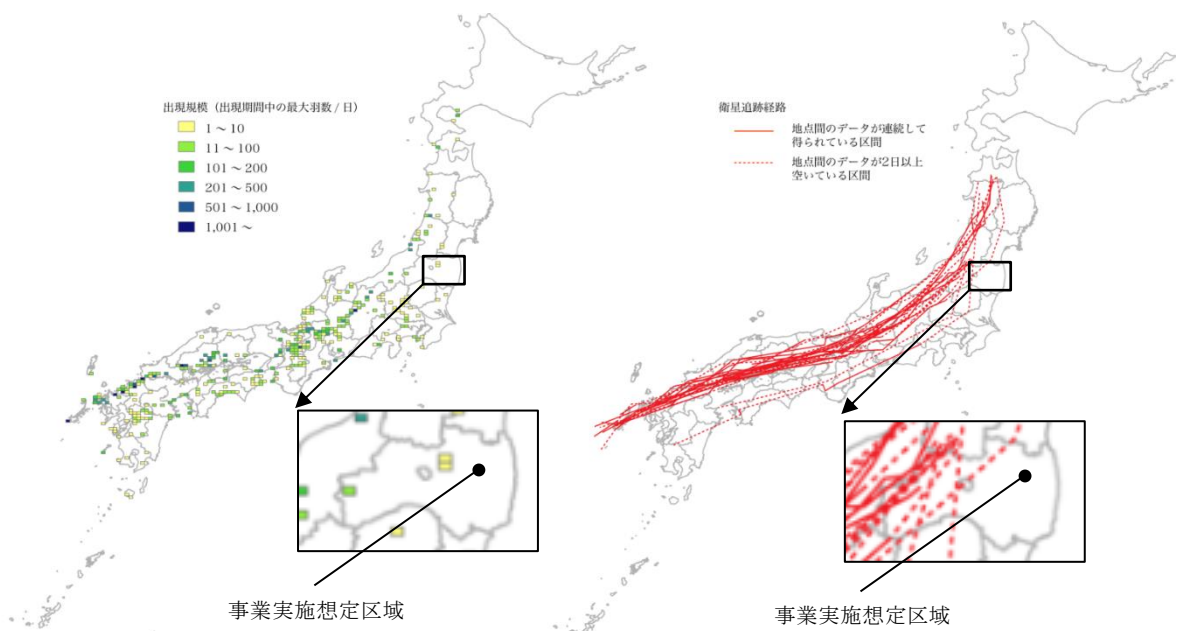 出現規模（出現期間中の最大羽数 / 日）
1 ～ 10
11 ～ 100
101 ～ 200
201 ～ 500
501 ～ 1,000
1,001 ～
事業実施想定区域
衛星追跡経路
地点間のデータが連続して
得られている区間
地点間のデータが2日以上
空いている区間
事業実施想定区域